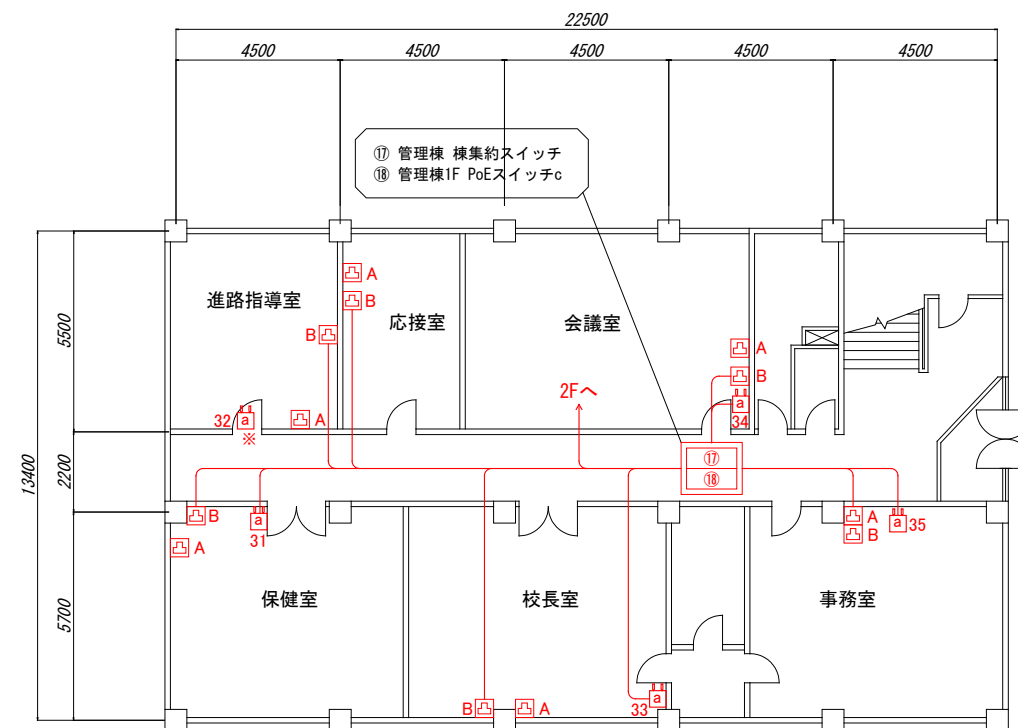 22500
4500 4500 4500 4500 4500
⑰ 管理棟 棟集約スイッチ
⑱ 管理棟1F PoEスイッチc
13400
5500
2200
5700
進路指導室
応接室
会議室
A
B
B
A
B
2Fへ
32
a
※
A
a
34
⑰
⑱
B
a
31
A
A
B
a
35
保健室
校長室
事務室
B
A
a
33